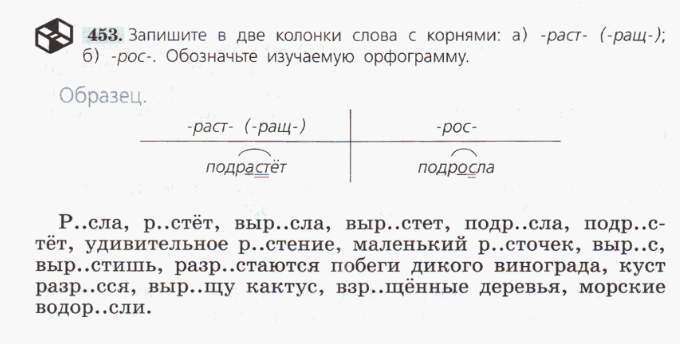 453. Запишите в две колонки слова с корнями: а) -раст- (-ращ-);
б) -рос-. Обозначьте изучаемую орфограмму.
Образец.
-раст- (-ращ-) -рос-
подрастёт подросла
Р..сла, р..стёт, выр..сла, выр..стет, подр..сла, подр..с-
тёт, удивительное р..стение, маленький р..сточек, выр..с,
выр..стишь, разр..стаются побеги дикого винограда, куст
разр..сся, выр..щу кактус, взр..щённые деревья, морские
водор..сли.